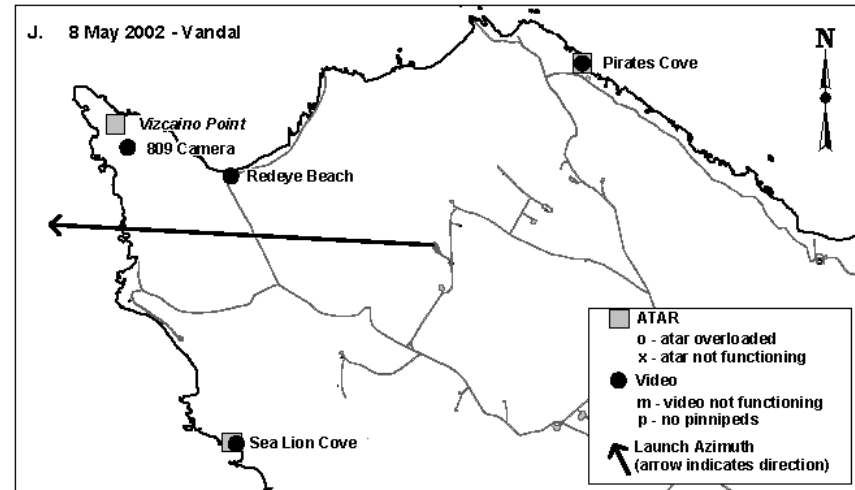 J. 8 May 2002 - Vandal
N
Pirates Cove
Vizcaino Point
809 Camera
Redeye Beach
Sea Lion Cove
ATAR
o - atar overloaded
x - atar not functioning
Video
m - video not functioning
p - no pinnipeds
Launch Azimuth
(arrow indicates direction)